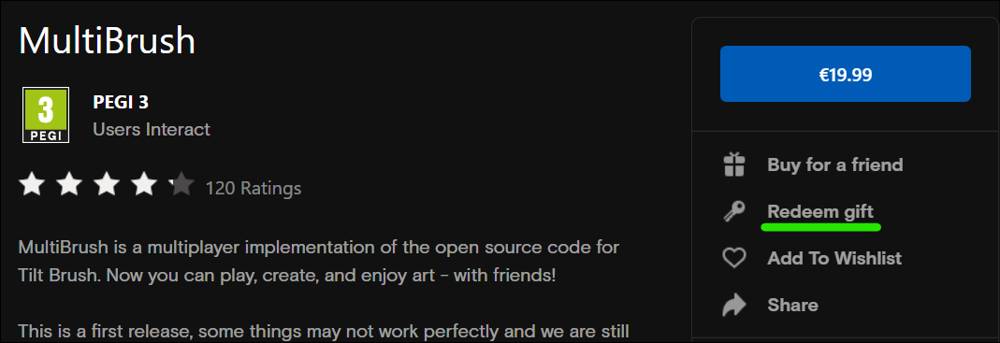 MultiBrush
3
PEGI
PEGI 3
Users Interact
120 Ratings
MultiBrush is a multiplayer implementation of the open source code for
Tilt Brush. Now you can play, create, and enjoy art - with friends!
This is a first release, some things may not work perfectly and we are still
€19.99
Buy for a friend
Redeem gift
Add To Wishlist
Share